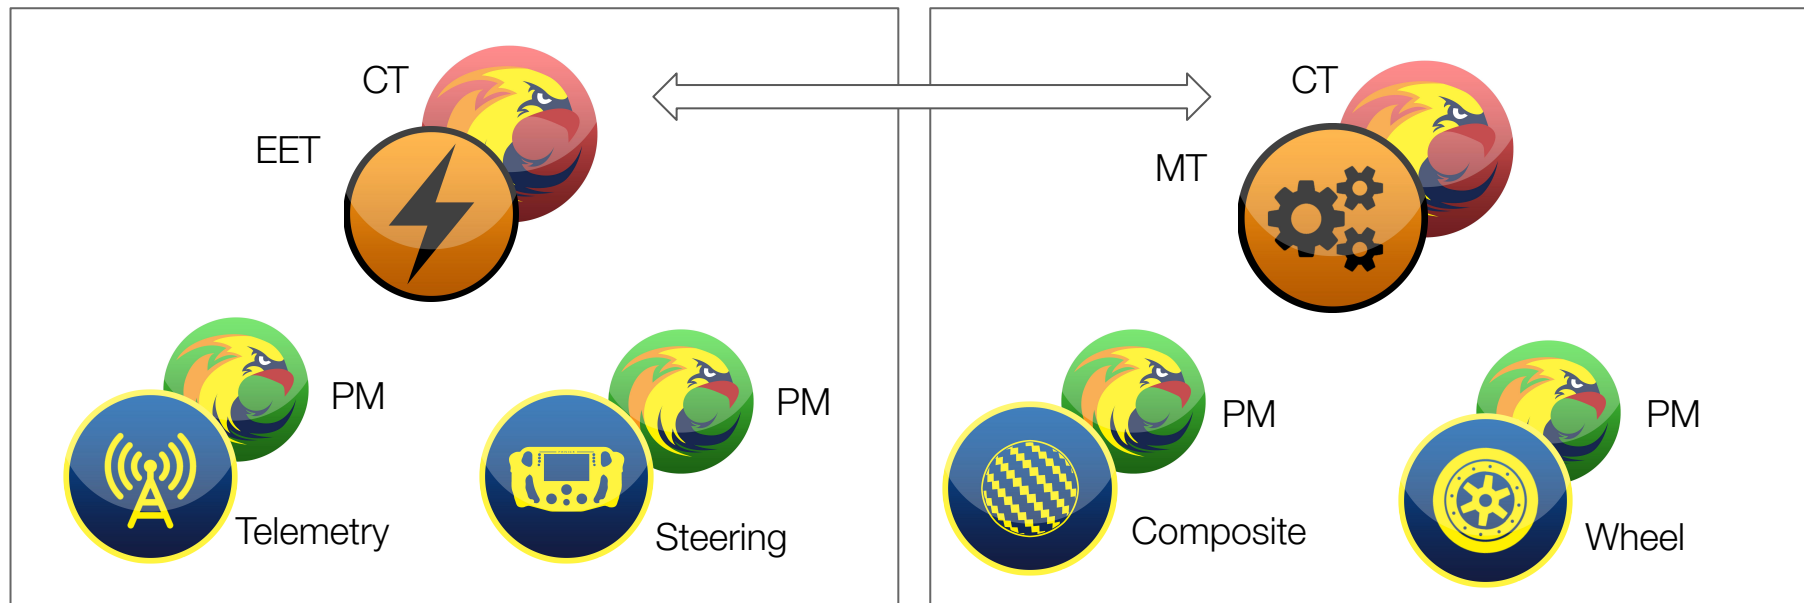 CT
EET
PM
PM
Telemetry
Steering
CT
MT
PM
PM
Composite
Wheel